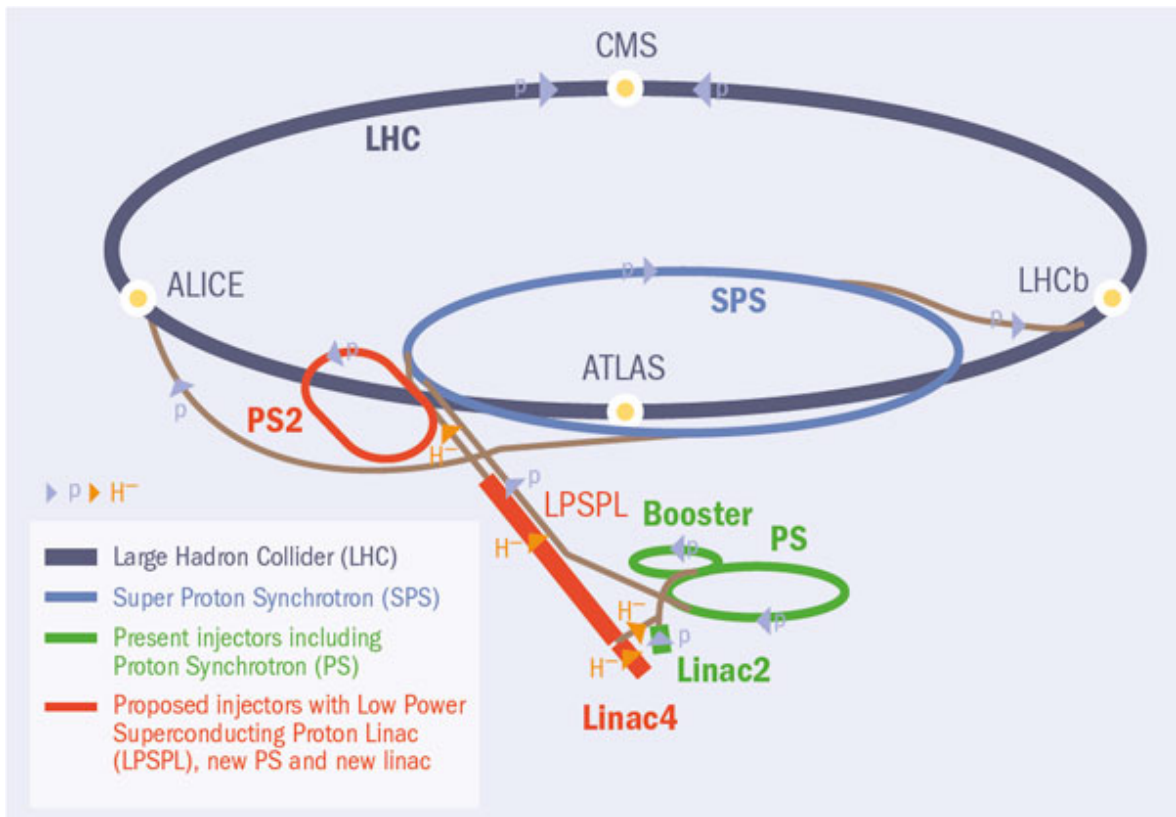 CMS
p
p
LHC
ALICE
p
SPS
LHCb
p
p
ATLAS
PS2
p
H⁻
p H⁻
p
LPSPL
Booster
PS
H⁻
p
H⁻
p
p
H⁻
Linac2
Linac4
Large Hadron Collider (LHC)
Super Proton Synchrotron (SPS)
Present injectors including
Proton Synchrotron (PS)
Proposed injectors with Low Power
Superconducting Proton Linac
(LPSPL), new PS and new linac